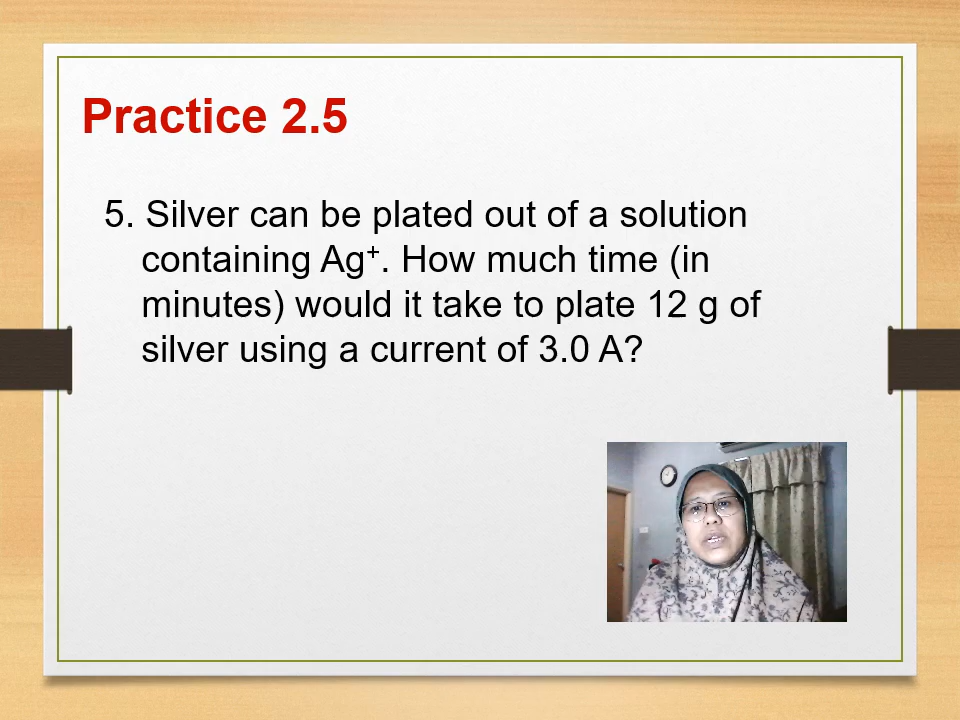 Practice 2.5
5. Silver can be plated out of a solution
containing Ag⁺. How much time (in
minutes) would it take to plate 12 g of
silver using a current of 3.0 A?